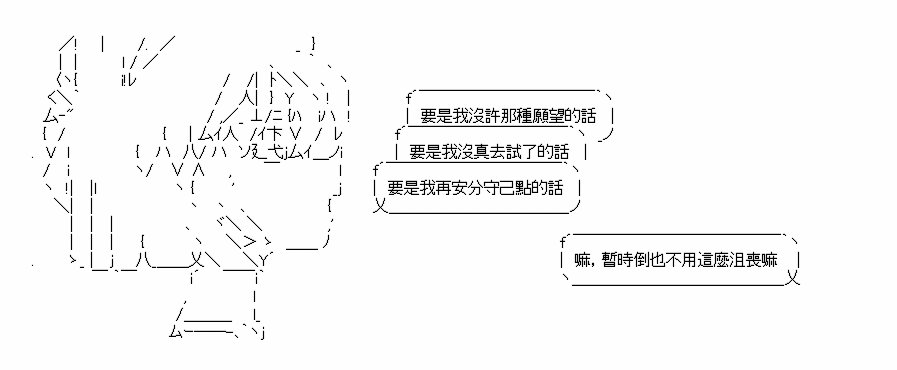 要是我沒許那種願望的話
要是我沒真去試了的話
要是我再安分守己點的話
嘛，暫時倒也不用這麼沮喪嘛